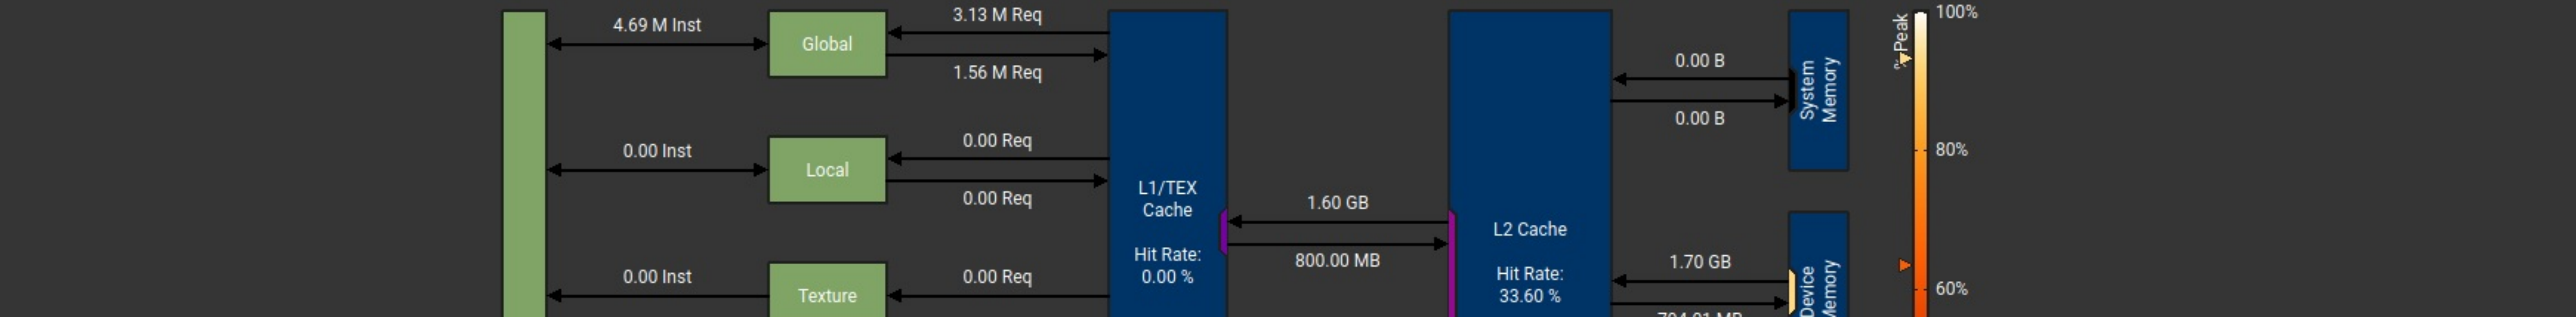 4.69 M Inst
Global
3.13 M Req
1.56 M Req
0.00 Inst
Local
0.00 Req
0.00 Req
0.00 Inst
Texture
0.00 Req
L1/TEX
Cache
Hit Rate:
0.00 %
1.60 GB
800.00 MB
L2 Cache
Hit Rate:
33.60 %
0.00 B
0.00 B
System
Memory
1.70 GB
Device
Memory
% Peak
100%
80%
60%